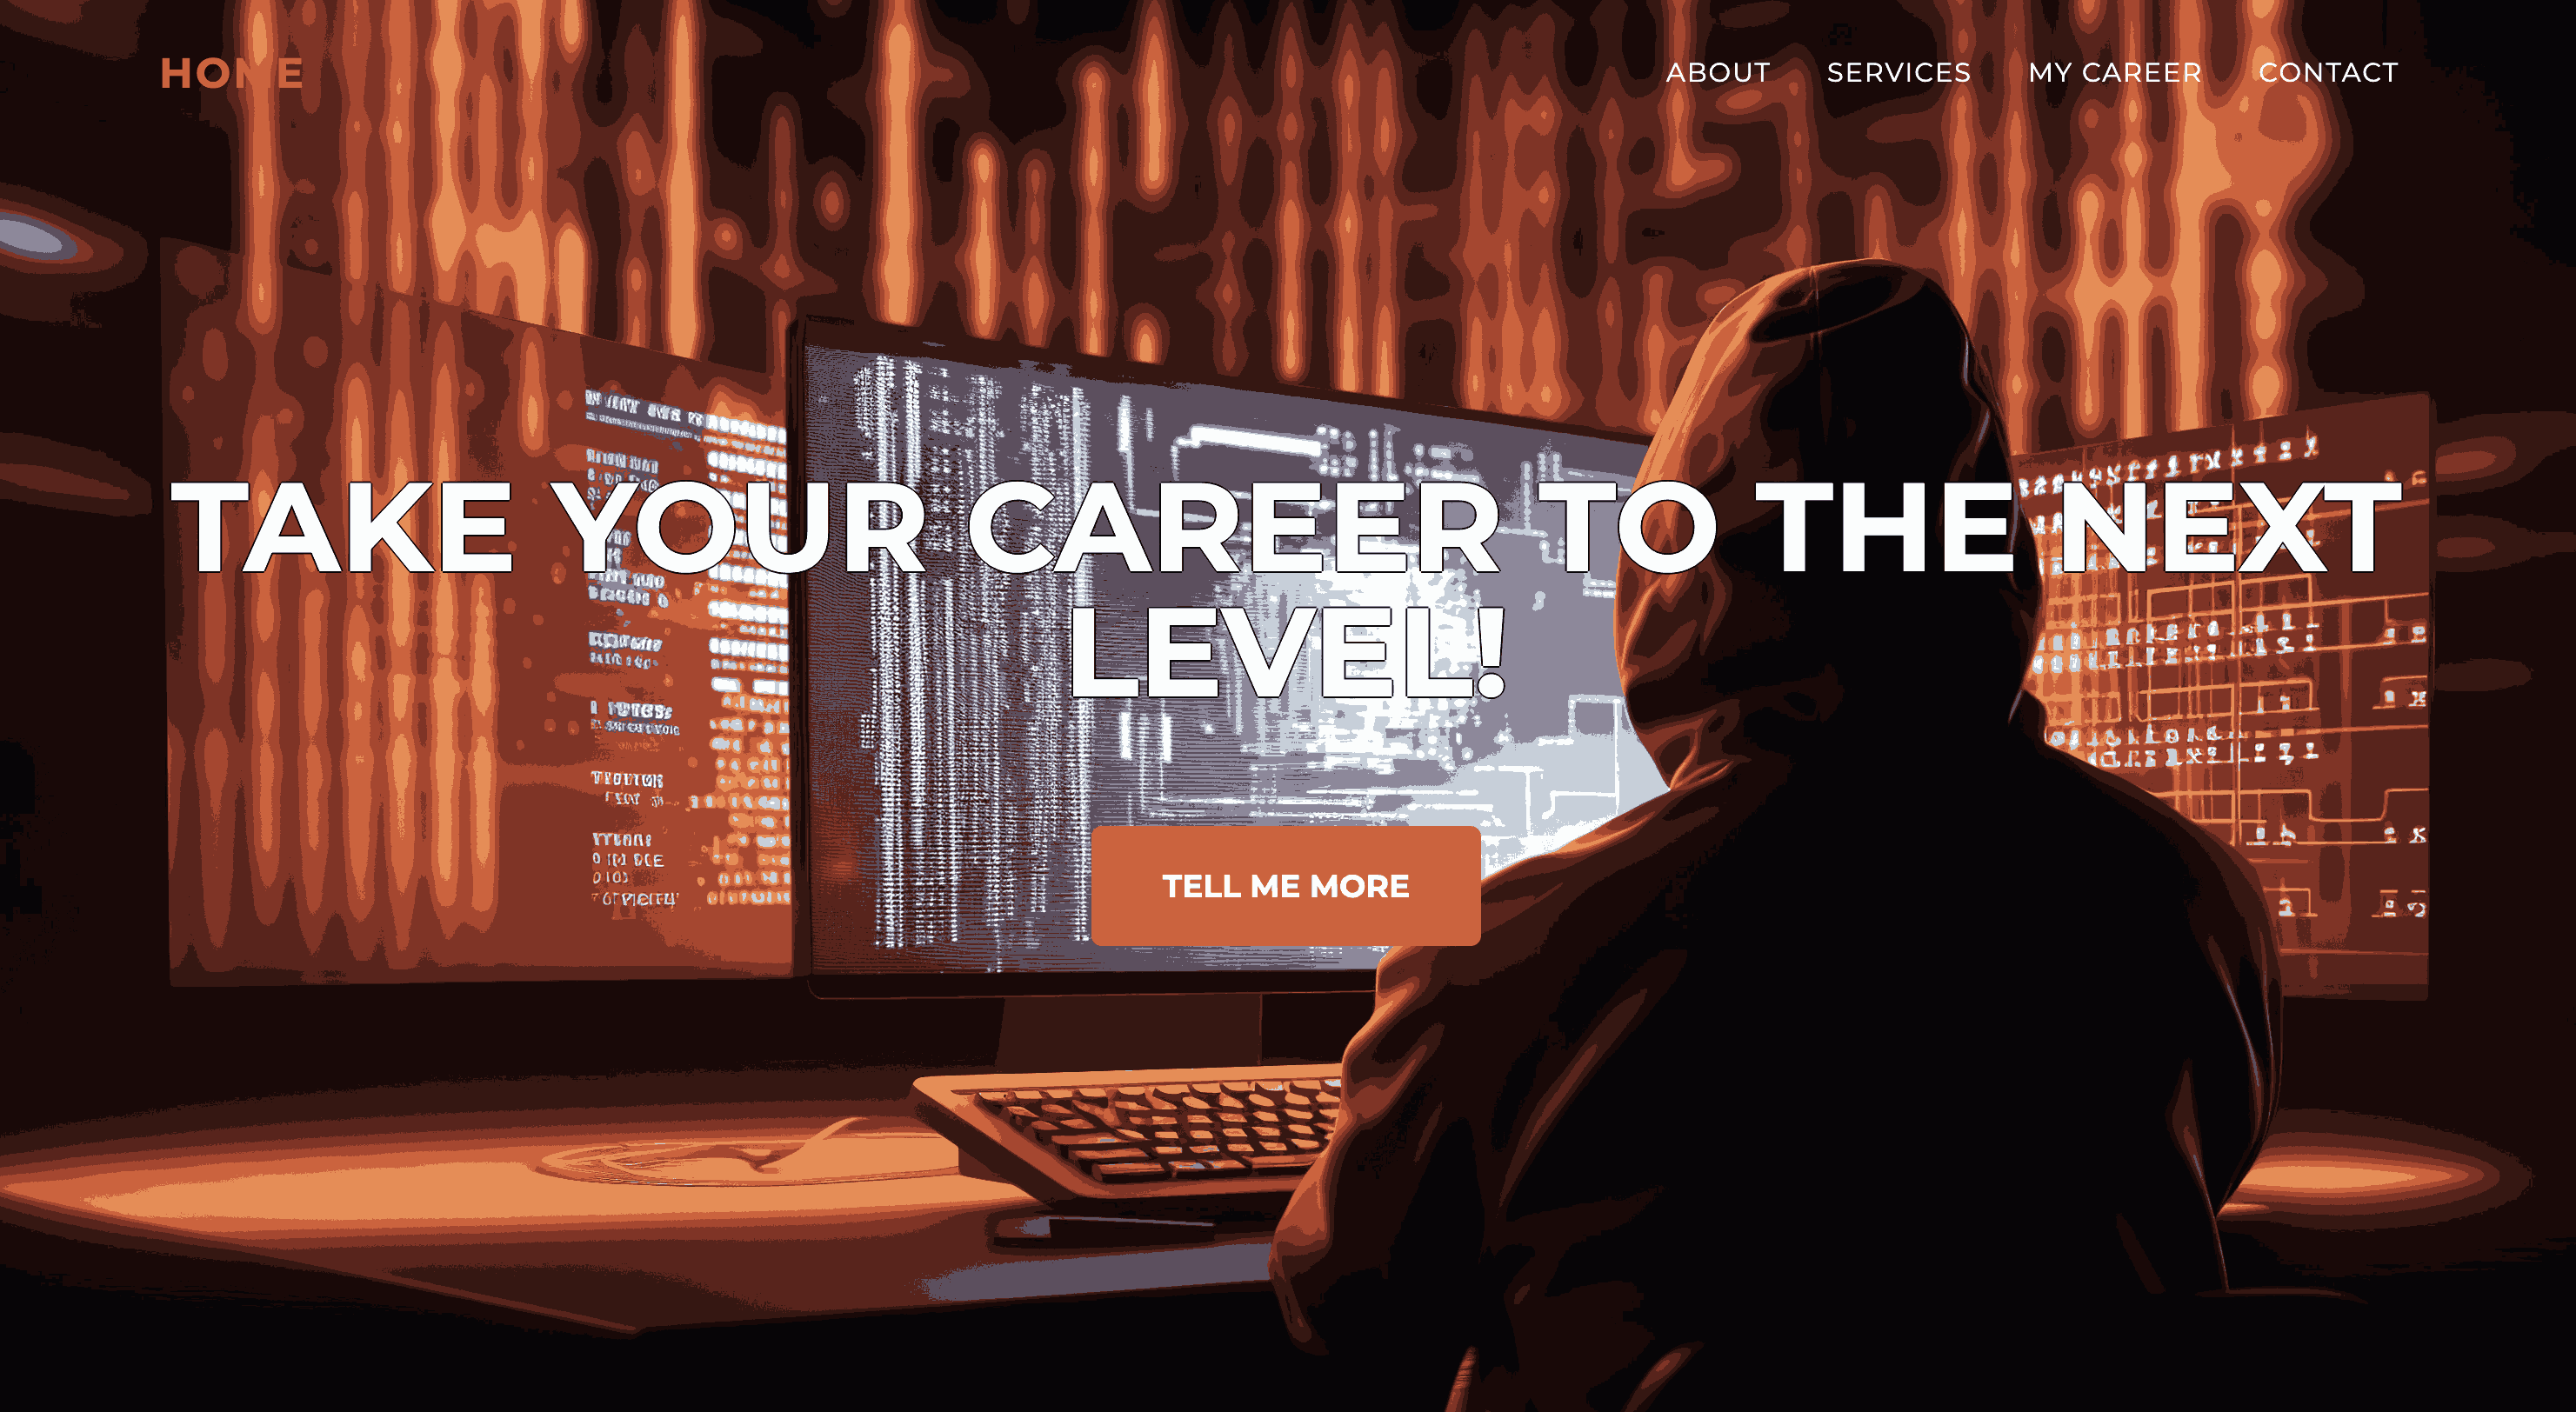 HOME
ABOUT SERVICES MY CAREER CONTACT
TAKE YOUR CAREER TO THE NEXT
LEVEL!
TELL ME MORE